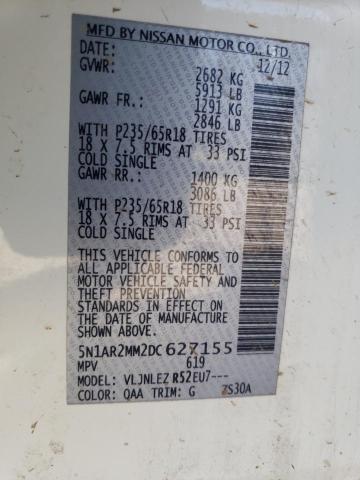 MFD BY NISSAN MOTOR CO., LTD.
DATE: 12/12
GVWR: 2682 KG
5913 LB
GAWR FR.: 1291 KG
2846 LB
WITH P235/65R18 TIRES
18 X 7.5 RIMS AT 33 PSI
COLD SINGLE
GAWR RR.: 1400 KG
3086 LB
WITH P235/65R18 TIRES
18 X 7.5 RIMS AT 33 PSI
COLD SINGLE
THIS VEHICLE CONFORMS TO
ALL APPLICABLE FEDERAL
MOTOR VEHICLE SAFETY AND
THEFT PREVENTION
STANDARDS IN EFFECT ON THE
DATE OF MANUFACTURE SHOWN
ABOVE.
5N1AR2MM2DC627155
MPV 619
MODEL: VLJNLEZ R52EU7---
COLOR: QAA TRIM: G ZS30A